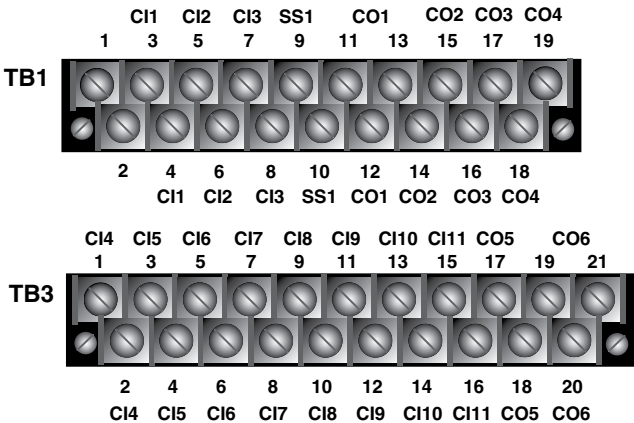 CI1 CI2 CI3 SS1 CO1 CO2 CO3 CO4
1 3 5 7 9 11 13 15 17 19
TB1
2 4 6 8 10 12 14 16 18
CI1 CI2 CI3 SS1 CO1 CO2 CO3 CO4
CI4 CI5 CI6 CI7 CI8 CI9 CI10 CI11 CO5 CO6
1 3 5 7 9 11 13 15 17 19 21
TB3
2 4 6 8 10 12 14 16 18 20
CI4 CI5 CI6 CI7 CI8 CI9 CI10 CI11 CO5 CO6